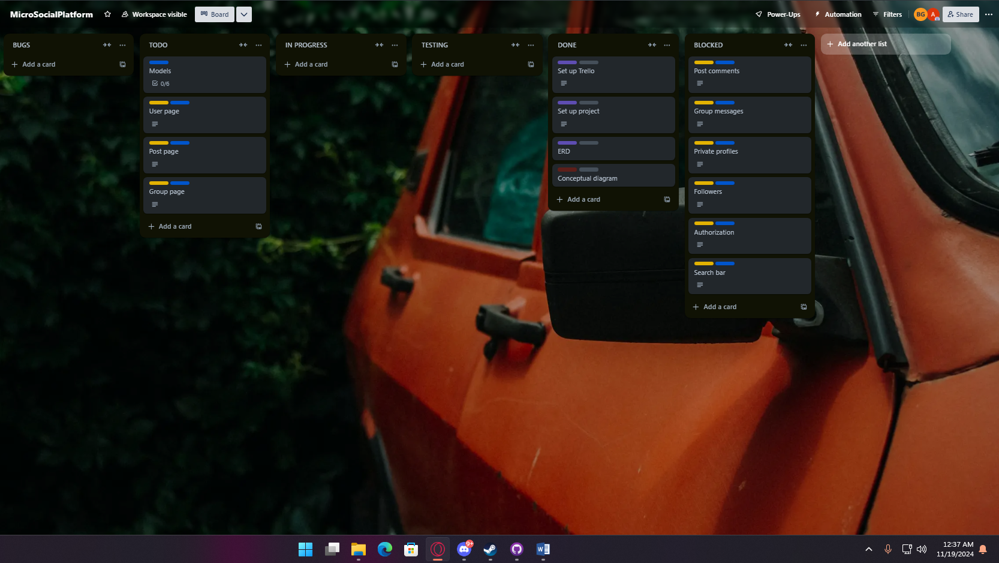 MicroSocialPlatform
Workspace visible
Board
Power-Ups
Automation
Filters
BG
A
Share
BUGS
Add a card
TODO
Models
0/6
User page
Post page
Group page
Add a card
IN PROGRESS
Add a card
TESTING
Add a card
DONE
Set up Trello
Set up project
ERD
Conceptual diagram
Add a card
BLOCKED
Post comments
Group messages
Private profiles
Followers
Authorization
Search bar
Add a card
Add another list
9+
W
12:37 AM
11/19/2024